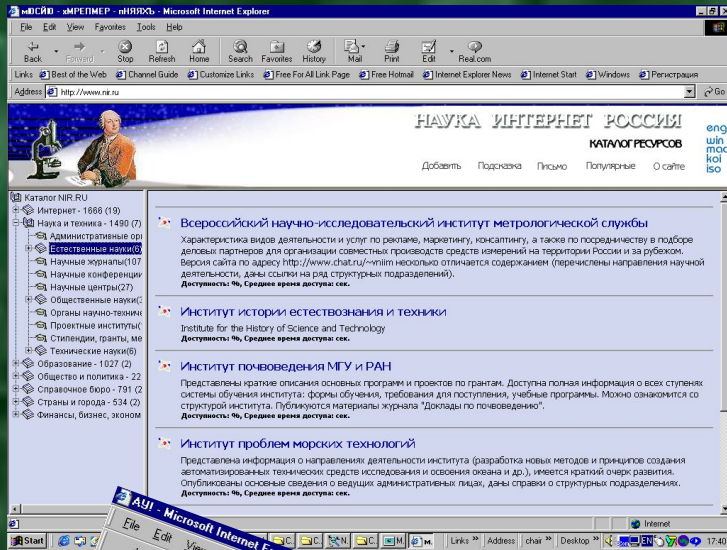 мЮСЙЮ - хМРЕПМЕР - пНЯЯХЪ - Microsoft Internet Explorer
File Edit View Favorites Tools Help
Back Forward Stop Refresh Home Search Favorites History Mail Print Edit Real.com
Links Best of the Web Channel Guide Customize Links Free For All Link Page Free Hotmail Internet Explorer News Internet Start Windows Регистрация
Address http://www.nir.ru Go
НАУКА ИНТЕРНЕТ РОССИЯ
КАТАЛОГ РЕСУРСОВ
eng
win
mac
koi
iso
Добавить Подсказка Письмо Популярные О сайте
Каталог NIR.RU
Интернет - 1666 (19)
Наука и техника - 1490 (7)
Административные орг
Естественные науки(6)
Научные журналы(107
Научные конференции
Научные центры(27)
Общественные науки(3
Органы научно-техниче
Проектные институты(
Стипендии, гранты, ме
Технические науки(6)
Образование - 1027 (2)
Общество и политика - 22
Справочное бюро - 791 (2
Страны и города - 534 (2)
Финансы, бизнес, эконом
Всероссийский научно-исследовательский институт метрологической службы
Характеристика видов деятельности и услуг по рекламе, маркетингу, консалтингу, а также по посредничеству в подборе
деловых партнеров для организации совместных производств средств измерений на территории России и за рубежом.
Версия сайта по адресу http://www.chat.ru/~vniim несколько отличается содержанием (перечислены направления научной
деятельности, даны ссылки на ряд структурных подразделений).
Доступность: %, Среднее время доступа: сек.
Институт истории естествознания и техники
Institute for the History of Science and Technology
Доступность: %, Среднее время доступа: сек.
Институт почвоведения МГУ и РАН
Представлены краткие описания основных программ и проектов по грантам. Доступна полная информация о всех ступенях
системы обучения института: формы обучения, требования для поступления, учебные программы. Можно ознакомится со
структурой института. Публикуются материалы журнала "Доклады по почвоведению".
Доступность: %, Среднее время доступа: сек.
Институт проблем морских технологий
Представлена информация о направлениях деятельности института (разработка новых методов и принципов создания
автоматизированных технических средств исследования и освоения океана и др.), имеется краткий очерк развития.
Опубликованы основные сведения о ведущих административных лицах, даны справки о структурных подразделениях.
Доступность: %, Среднее время доступа: сек.
Internet
Start C. C. N. C. M. м. Links Address chair Desktop EN 17:40
АУ! - Microsoft Internet
File Edit View